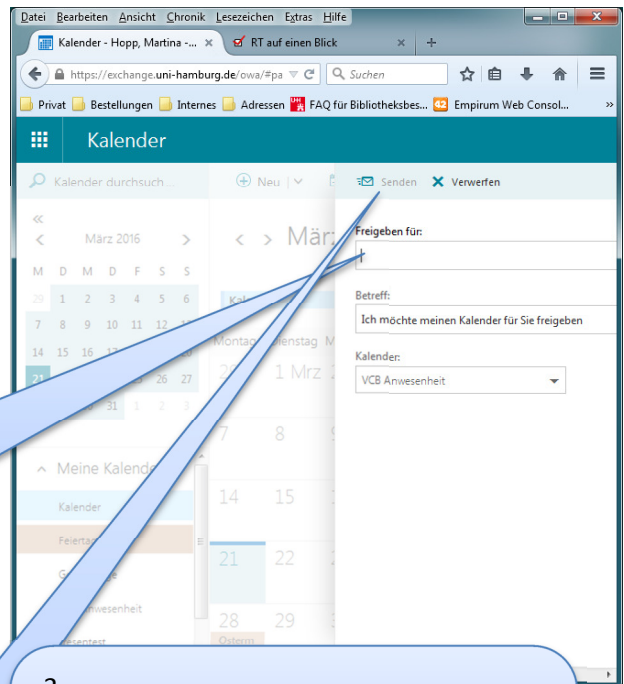 Datei Bearbeiten Ansicht Chronik Lesezeichen Extras Hilfe
Kalender - Hopp, Martina -... × RT auf einen Blick × +
https://exchange.uni-hamburg.de/owa/#pa Suchen
Privat Bestellungen Internes Adressen FAQ für Bibliotheksbes... 42 Empirum Web Consol... »
Kalender
Kalender durchsuch... Neu Senden Verwerfen
«
< März 2016 > < > März
Freigeben für:
M D M D F S S
29 1 2 3 4 5 6
Betreff:
7 8 9 10 11 12
Ich möchte meinen Kalender für Sie freigeben
14 15 16
Montag Dienstag M
Kalender:
21 26 27
1 Mrz
VCB Anwesenheit
31 1 2 3
7 8 9
Meine Kalender
14 15
Kalender
Feiertag
21 22
28 29
Ostern
a